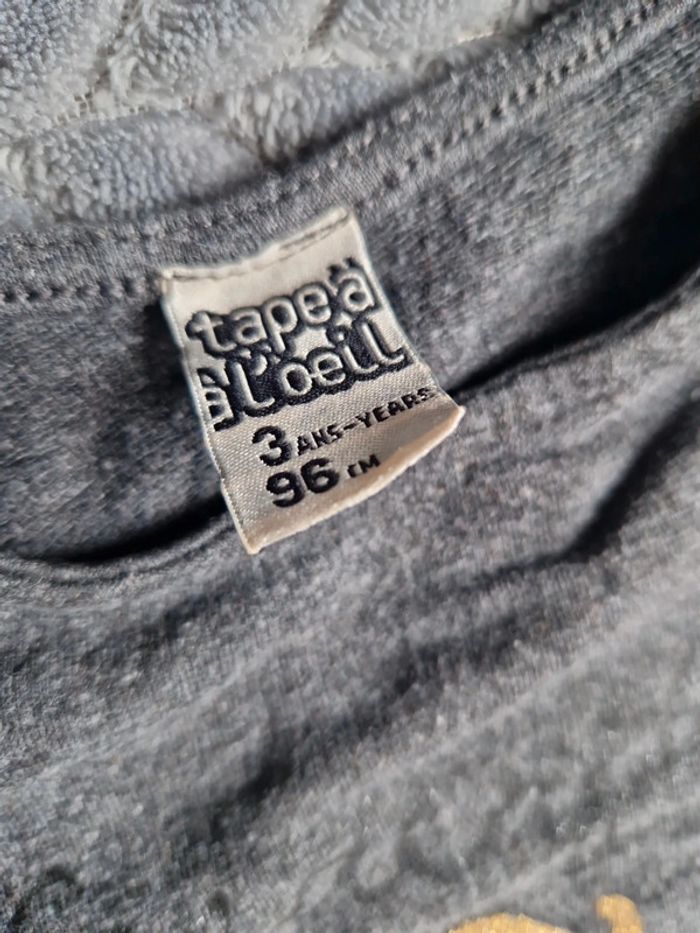 tape à
l'oeil
3 ANS-YEARS
96 CM